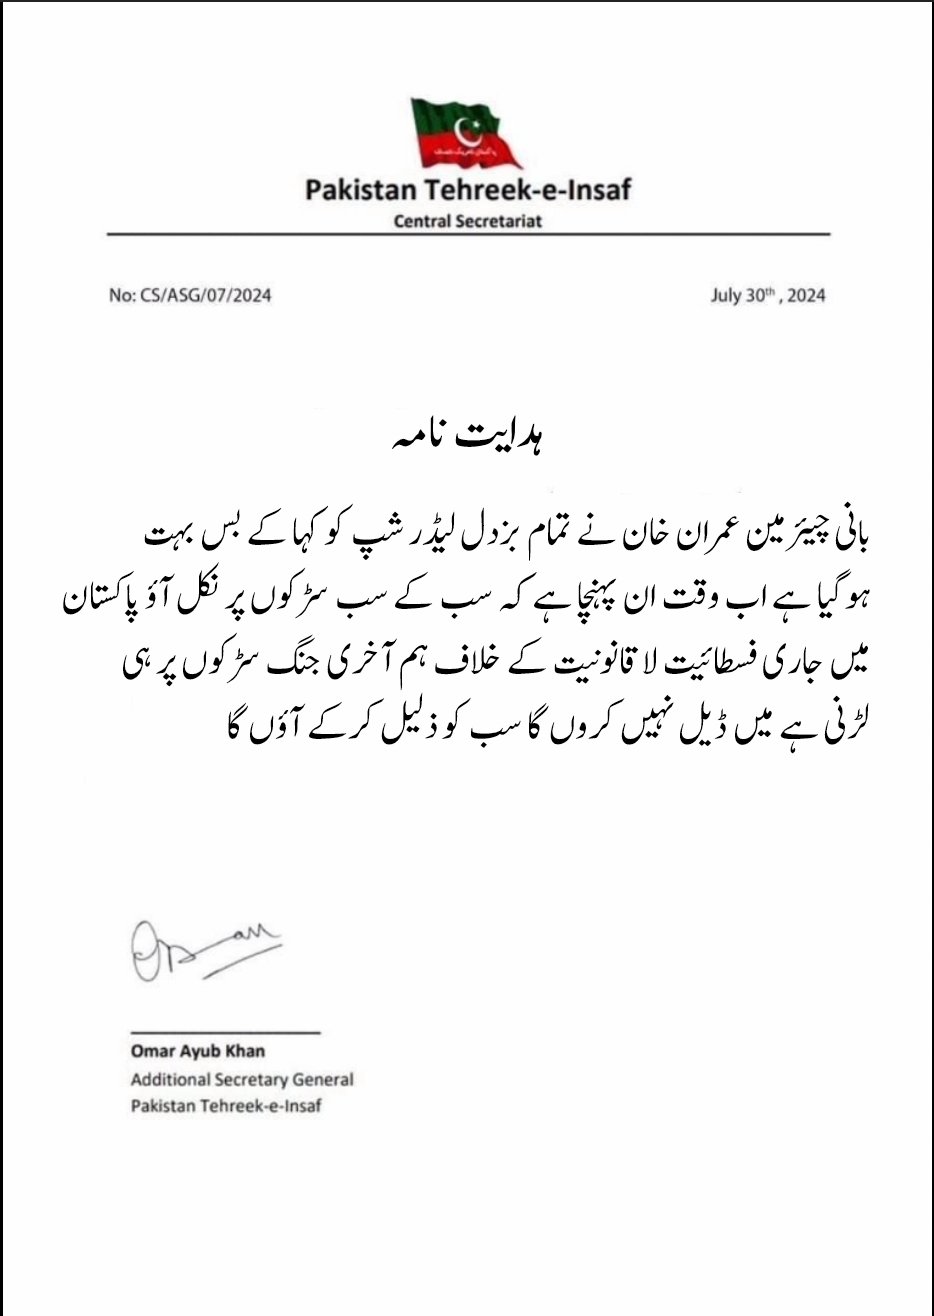 Pakistan Tehreek-e-Insaf
Central Secretariat
No: CS/ASG/07/2024
July 30th , 2024
ہدایت نامہ
بانی چیئرمین عمران خان نے تمام بزدل لیڈر شپ کو کہا کے بس بہت
ہو گیا ہے اب وقت ان پہنچا ہے کہ سب کے سب سڑکوں پر نکل آؤ پاکستان
میں جاری فسطائیت لا قانونیت کے خلاف ہم آخری جنگ سڑکوں پر ہی
لڑنی ہے میں ڈیل نہیں کروں گا سب کو ذلیل کر کے آؤں گا
Omar Ayub Khan
Additional Secretary General
Pakistan Tehreek-e-Insaf